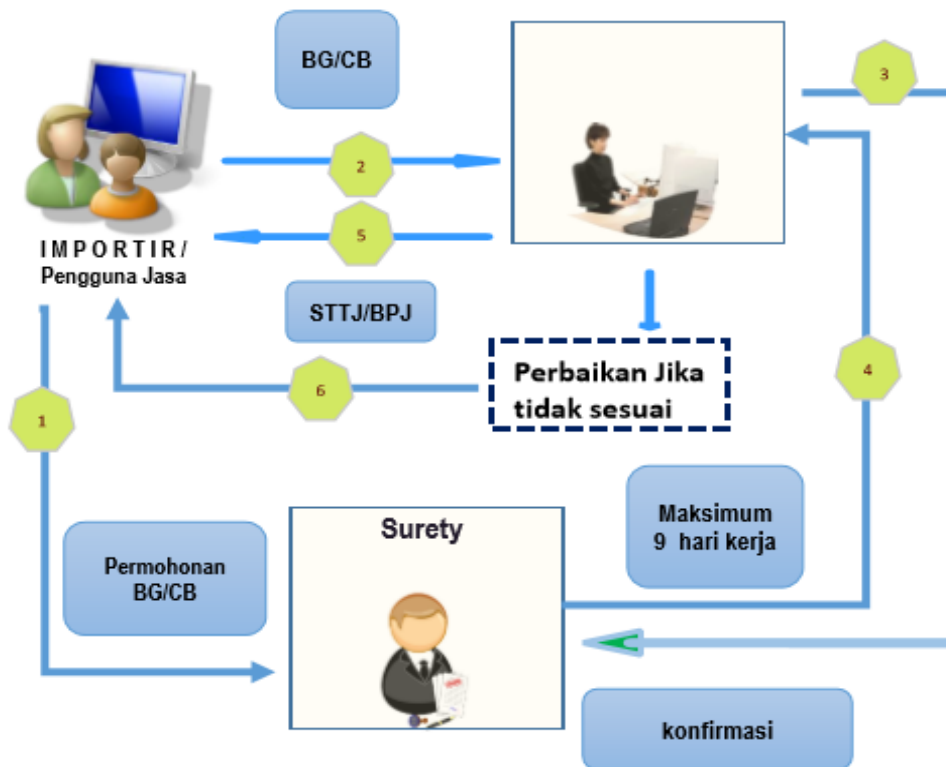 BG/CB
3
2
5
I M P O R T I R /
Pengguna Jasa
STTJ/BPJ
6
Perbaikan Jika
tidak sesuai
4
1
Permohonan
BG/CB
Surety
Maksimum
9 hari kerja
konfirmasi